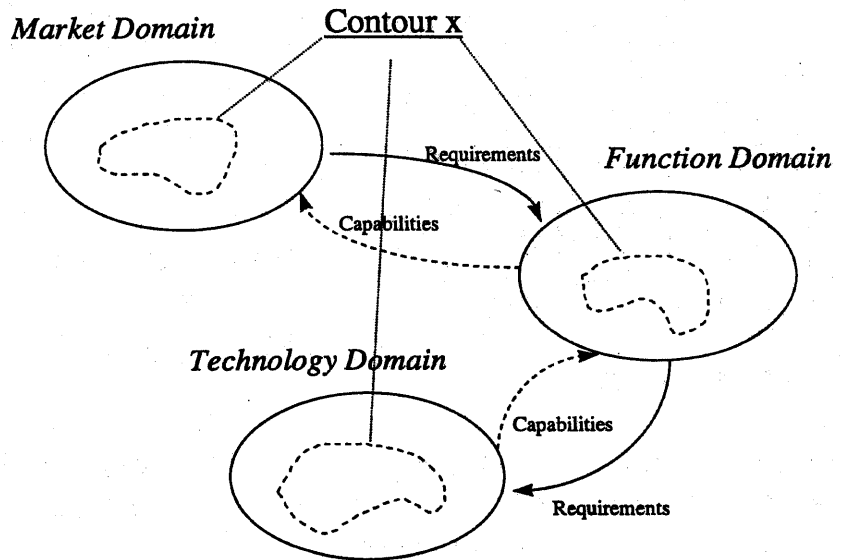 Market Domain
Contour x
Requirements
Function Domain
Capabilities
Technology Domain
Capabilities
Requirements